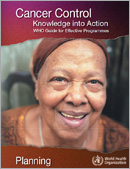 Cancer Control
Knowledge into Action
WHO Guide for Effective Programmes
Planning
World Health
Organization